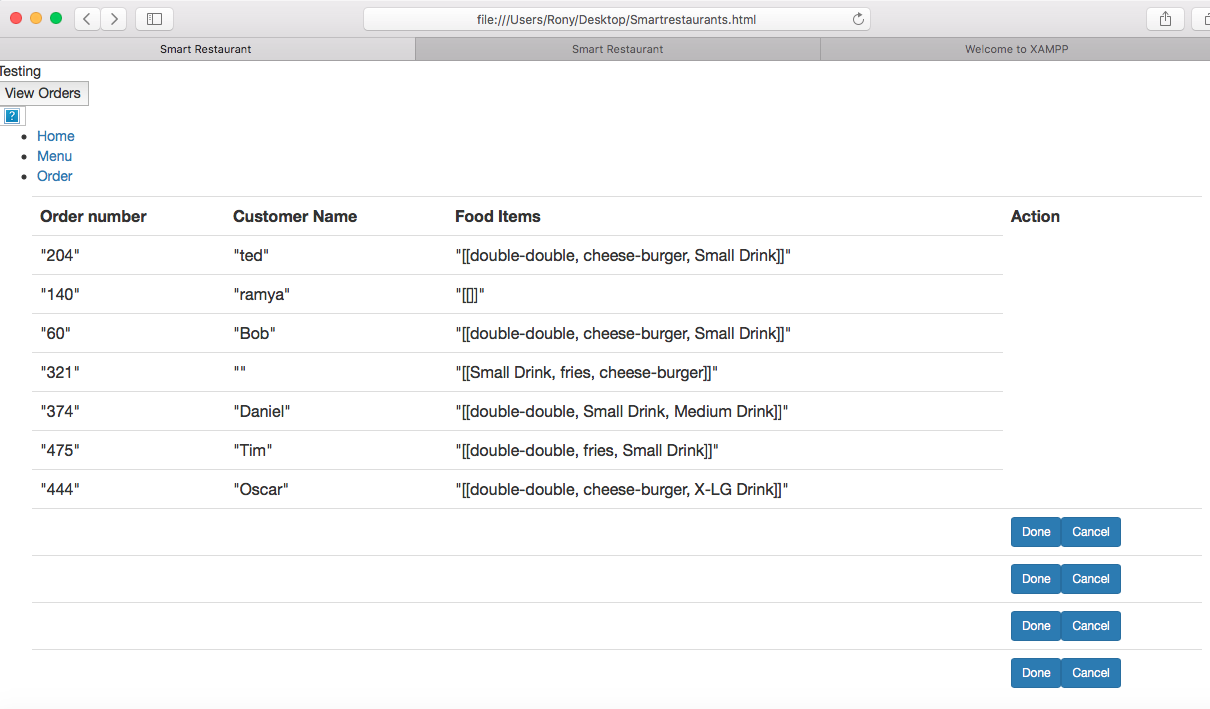 file:///Users/Rony/Desktop/Smartrestaurants.html
Smart Restaurant Smart Restaurant Welcome to XAMPP
Testing
View Orders
?
Home
Menu
Order
Order number Customer Name Food Items Action
"204" "ted" "[[double-double, cheese-burger, Small Drink]]"
"140" "ramya" "[[]]"
"60" "Bob" "[[double-double, cheese-burger, Small Drink]]"
"321" "" "[[Small Drink, fries, cheese-burger]]"
"374" "Daniel" "[[double-double, Small Drink, Medium Drink]]"
"475" "Tim" "[[double-double, fries, Small Drink]]"
"444" "Oscar" "[[double-double, cheese-burger, X-LG Drink]]"
Done Cancel
Done Cancel
Done Cancel
Done Cancel